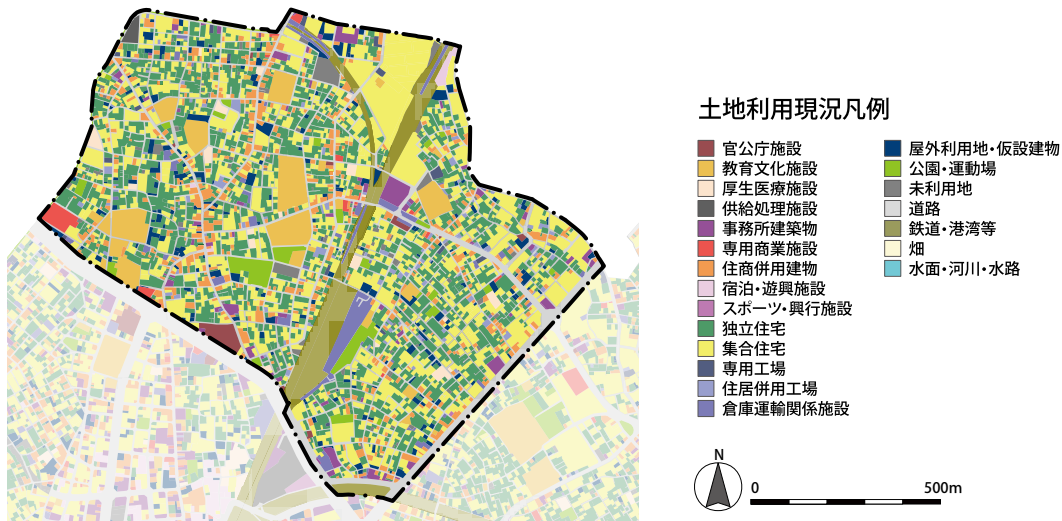 土地利用現況凡例
官公庁施設
教育文化施設
厚生医療施設
供給処理施設
事務所建築物
専用商業施設
住商併用建物
宿泊・遊興施設
スポーツ・興行施設
独立住宅
集合住宅
専用工場
住居併用工場
倉庫運輸関係施設
屋外利用地・仮設建物
公園・運動場
未利用地
道路
鉄道・港湾等
畑
水面・河川・水路
N
0 500m